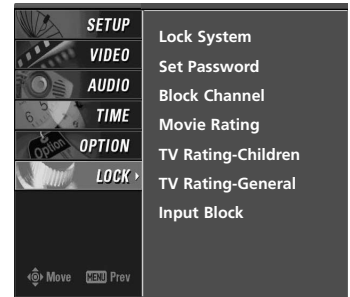 SETUP
VIDEO
AUDIO
TIME
OPTION
LOCK
Move MENU Prev
Lock System
Set Password
Block Channel
Movie Rating
TV Rating-Children
TV Rating-General
Input Block